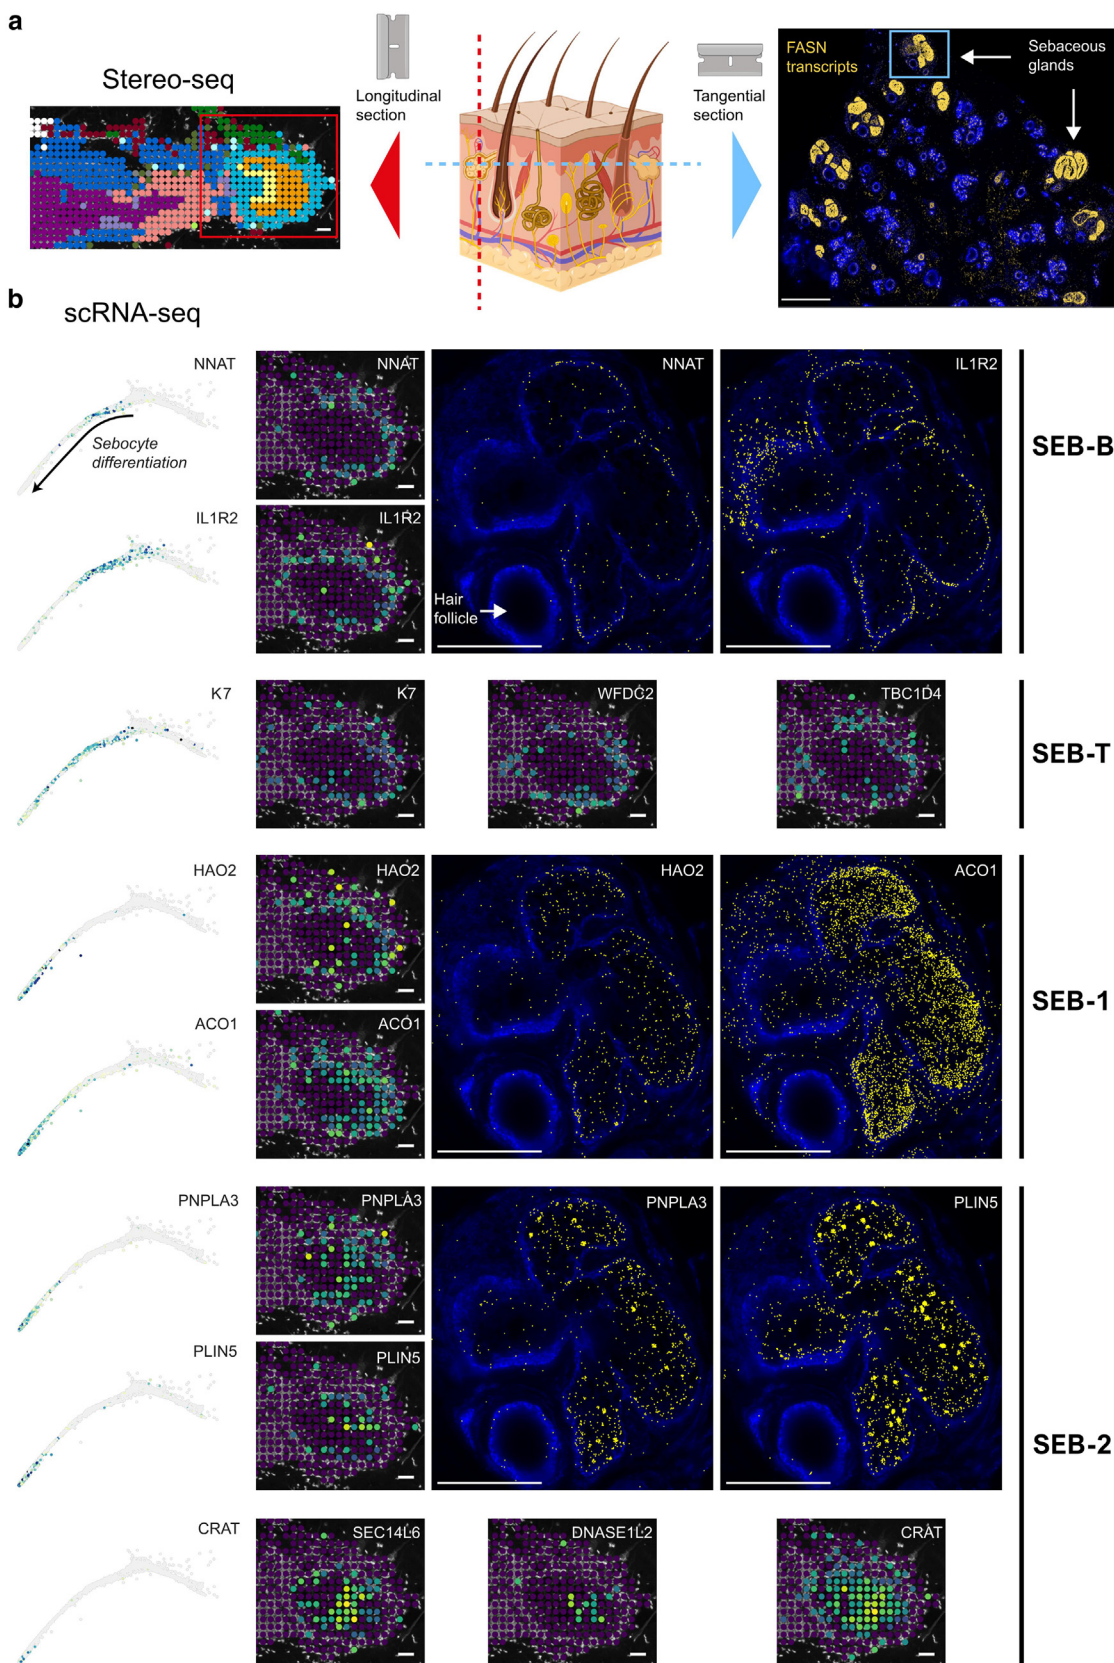 a
Stereo-seq
Longitudinal
section
Tangential
section
FASN
transcripts
Sebaceous
glands
b
scRNA-seq
NNAT
Sebocyte
differentiation
NNAT
NNAT
IL1R2
SEB-B
IL1R2
IL1R2
Hair
follicle
K7
K7
WFDC2
TBC1D4
SEB-T
HAO2
HAO2
HAO2
ACO1
SEB-1
ACO1
ACO1
PNPLA3
PNPLA3
PNPLA3
PLIN5
PLIN5
PLIN5
SEB-2
CRAT
SEC14L6
DNASE1L2
CRAT